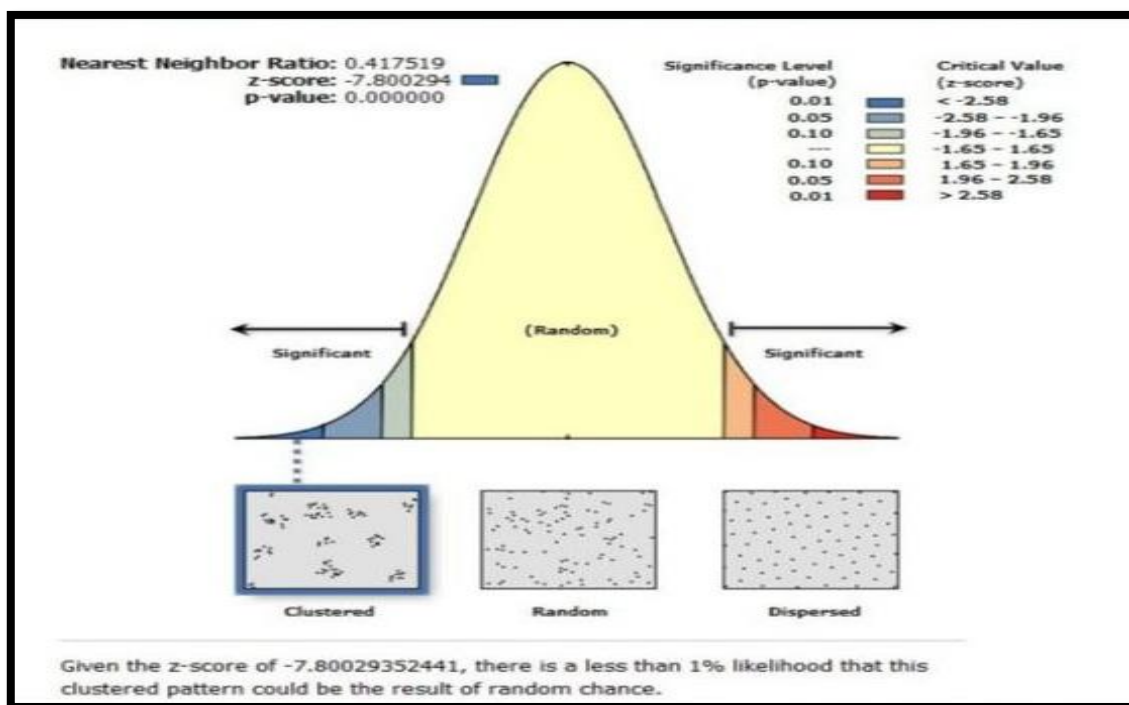 Nearest Neighbor Ratio: 0.417519
z-score: -7.800294
p-value: 0.000000
Significance Level (p-value) Critical Value (z-score)
0.01 < -2.58
0.05 -2.58 – -1.96
0.10 -1.96 – -1.65
--- -1.65 – 1.65
0.10 1.65 – 1.96
0.05 1.96 – 2.58
0.01 > 2.58
Significant (Random) Significant
Clustered Random Dispersed
Given the z-score of -7.80029352441, there is a less than 1% likelihood that this
clustered pattern could be the result of random chance.